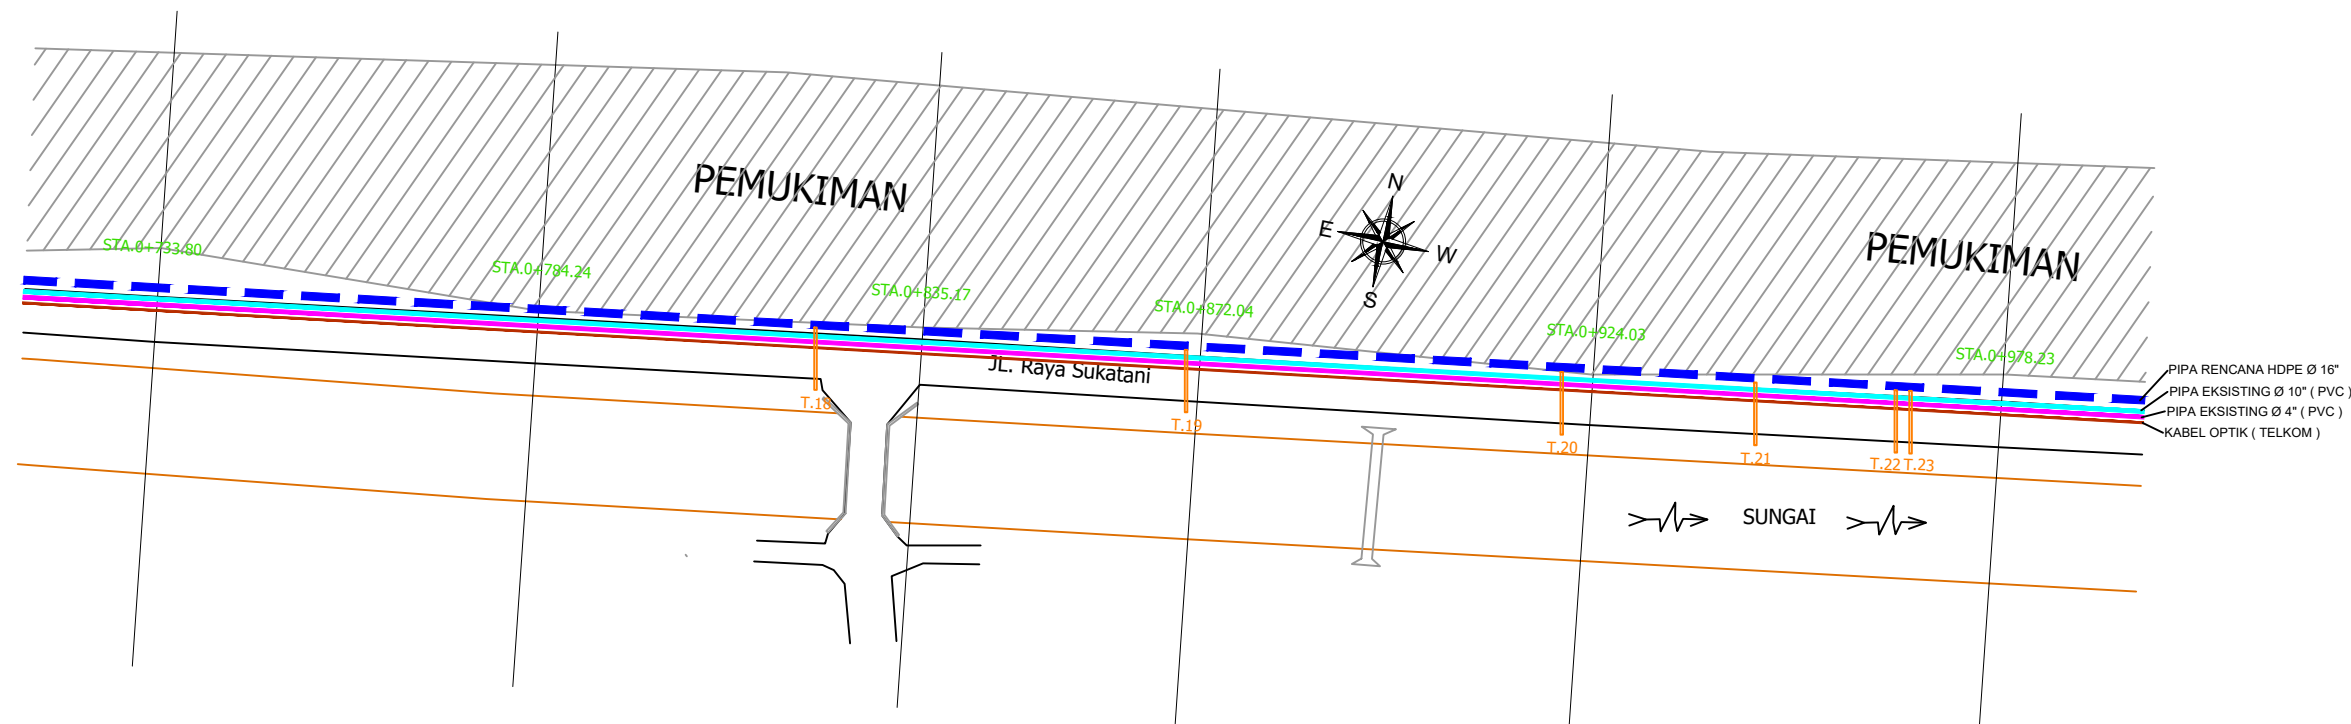 PEMUKIMAN
N
E
W
S
PEMUKIMAN
STA.0+733.80
STA.0+784.24
STA.0+835.17
STA.0+872.04
STA.0+924.03
STA.0+978.23
JL. Raya Sukatani
PIPA RENCANA HDPE Ø 16"
PIPA EKSISTING Ø 10" ( PVC )
PIPA EKSISTING Ø 4" ( PVC )
KABEL OPTIK ( TELKOM )
T.18
T.19
T.20
T.21
T.22
T.23
SUNGAI